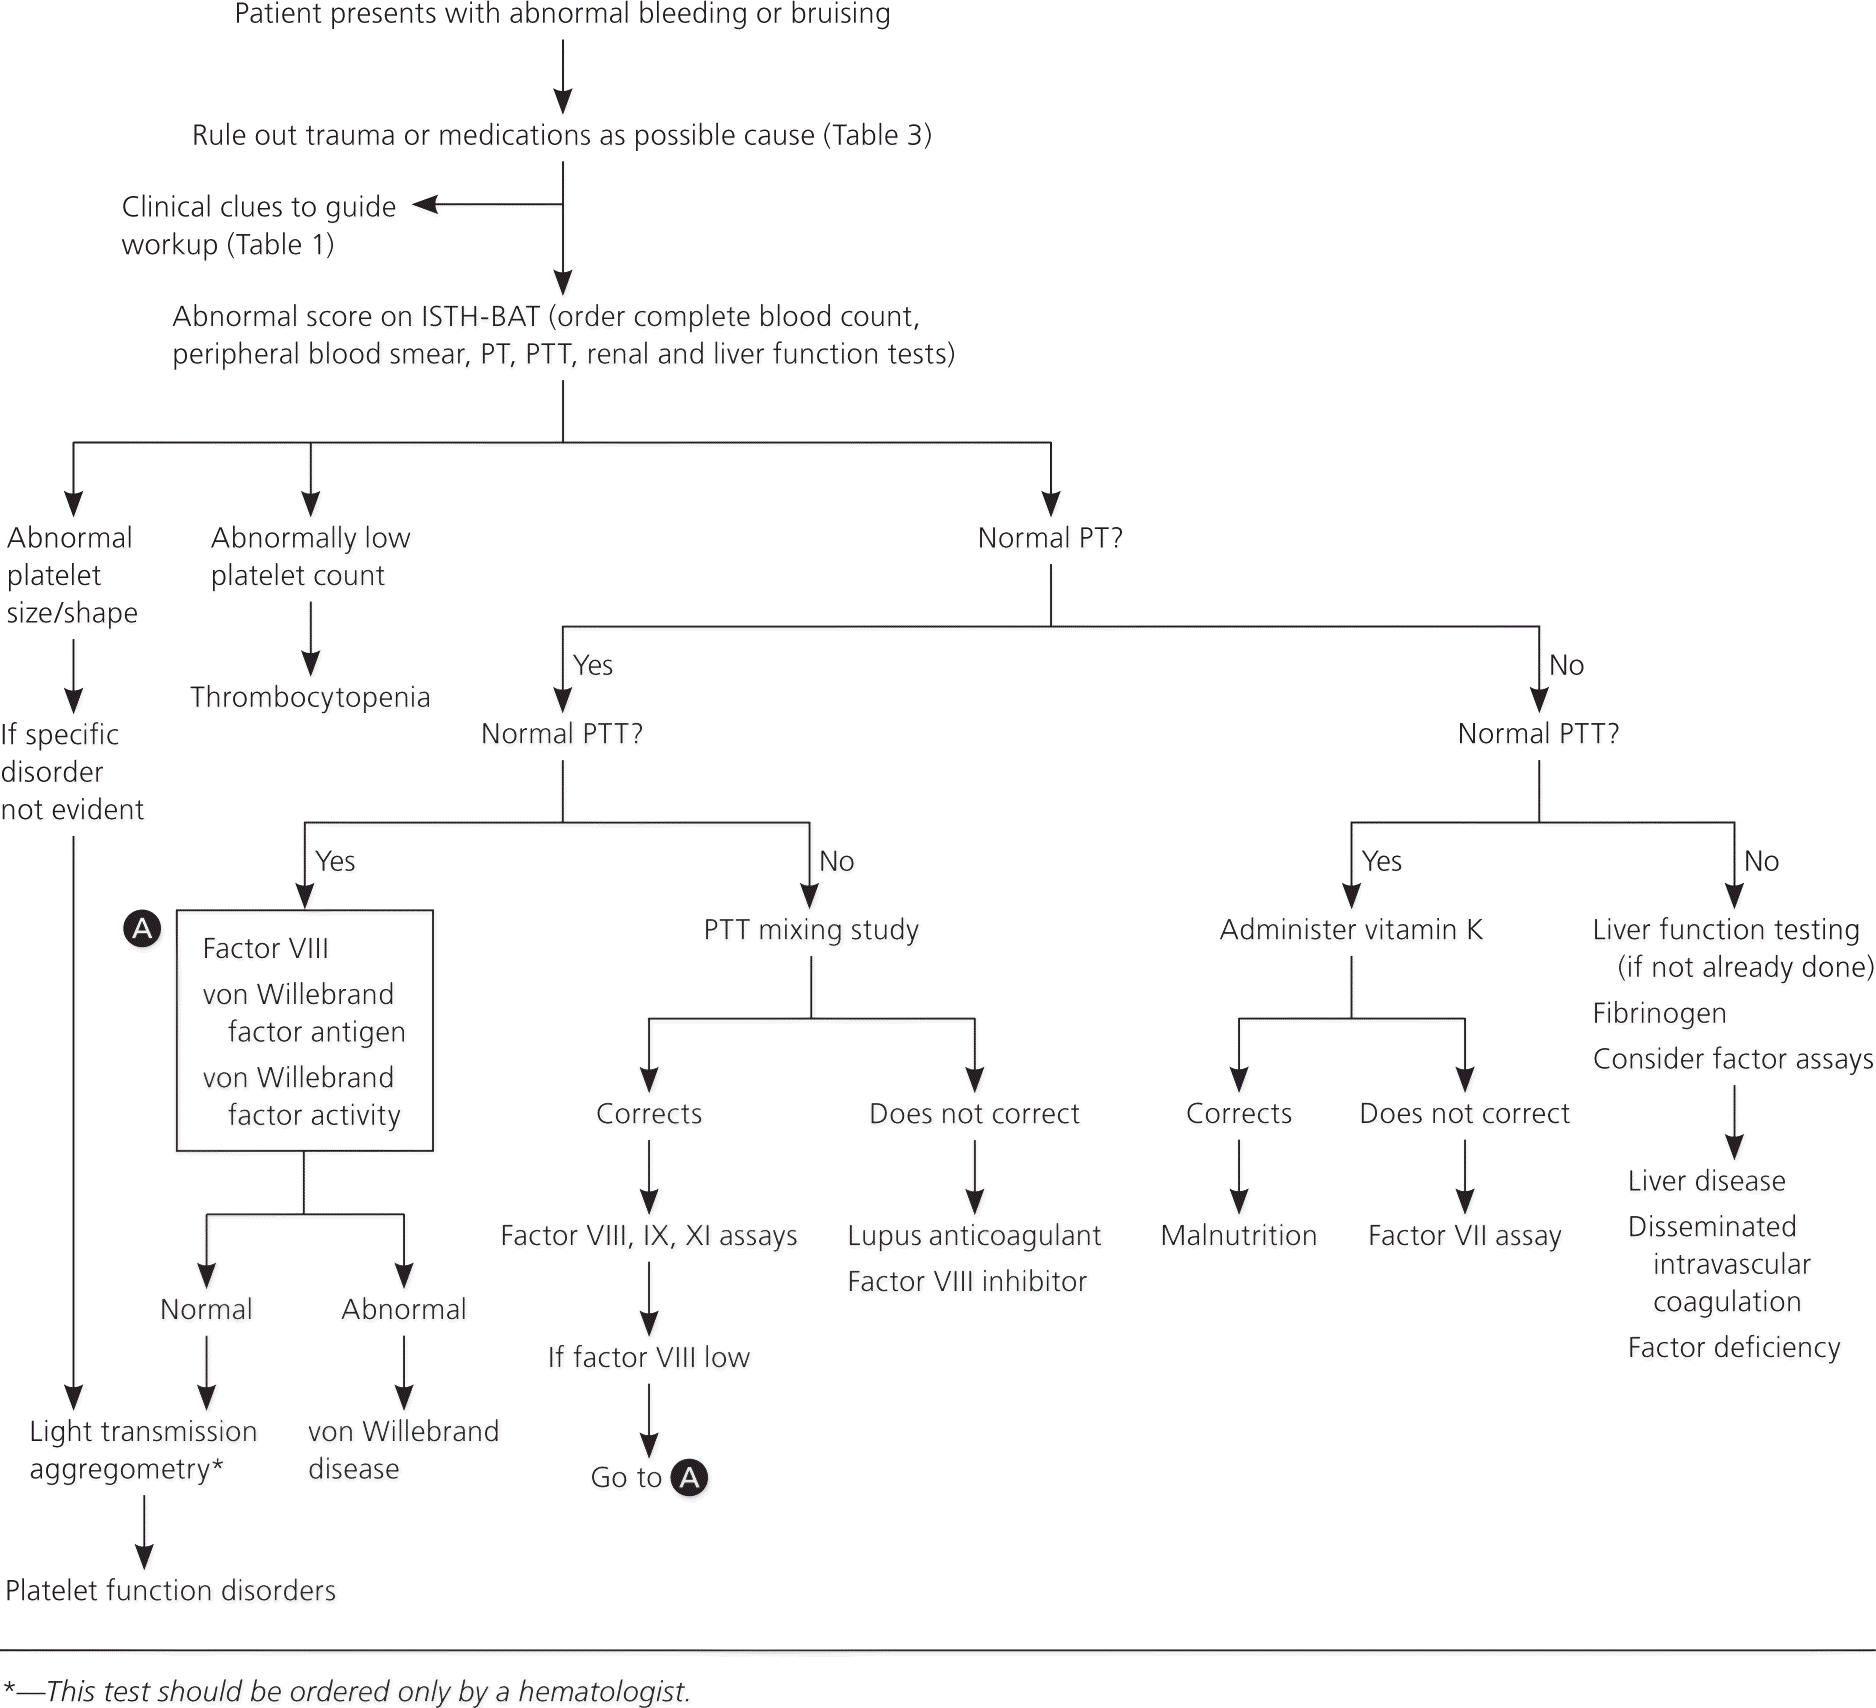 Patient presents with abnormal bleeding or bruising
Rule out trauma or medications as possible cause (Table 3)
Clinical clues to guide
workup (Table 1)
Abnormal score on ISTH-BAT (order complete blood count,
peripheral blood smear, PT, PTT, renal and liver function tests)
Abnormal
platelet
size/shape
If specific
disorder
not evident
Abnormally low
platelet count
Thrombocytopenia
Normal PT?
Yes
No
Normal PTT?
Yes
No
Normal PTT?
Yes
No
A
Factor VIII
von Willebrand
factor antigen
von Willebrand
factor activity
Normal
Abnormal
Light transmission
aggregometry*
von Willebrand
disease
Platelet function disorders
PTT mixing study
Corrects
Does not correct
Factor VIII, IX, XI assays
Lupus anticoagulant
Factor VIII inhibitor
If factor VIII low
Go to A
Administer vitamin K
Corrects
Does not correct
Malnutrition
Factor VII assay
Liver function testing
(if not already done)
Fibrinogen
Consider factor assays
Liver disease
Disseminated
intravascular
coagulation
Factor deficiency
*—This test should be ordered only by a hematologist.